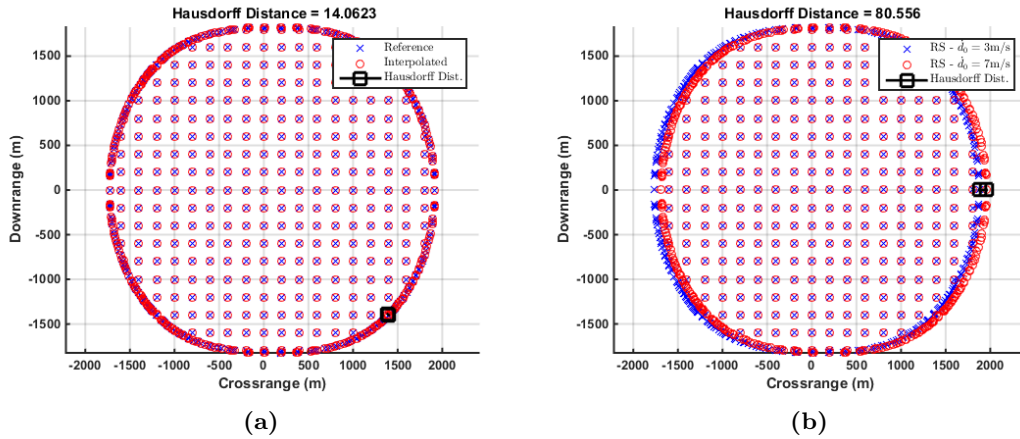 Hausdorff Distance = 14.0623
Reference
Interpolated
Hausdorff Dist.
1500
1000
500
0
-500
-1000
-1500
Downrange (m)
-2000 -1500 -1000 -500 0 500 1000 1500 2000
Crossrange (m)
(a)
Hausdorff Distance = 80.556
RS - ḋ₀ = 3m/s
RS - ḋ₀ = 7m/s
Hausdorff Dist.
1500
1000
500
0
-500
-1000
-1500
Downrange (m)
-2000 -1500 -1000 -500 0 500 1000 1500 2000
Crossrange (m)
(b)